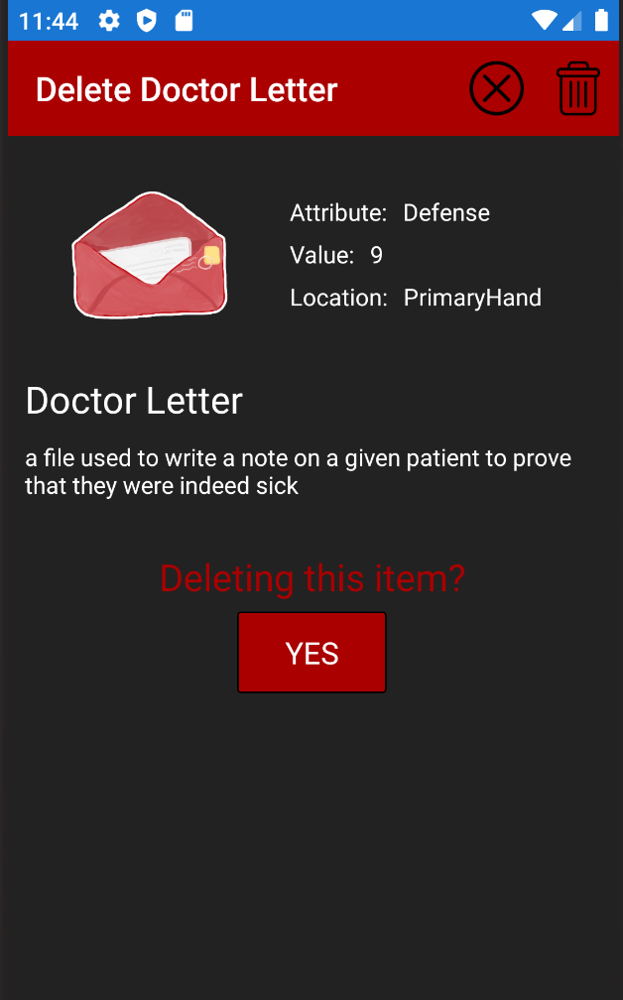 11:44
Delete Doctor Letter
Attribute: Defense
Value: 9
Location: PrimaryHand
Doctor Letter
a file used to write a note on a given patient to prove
that they were indeed sick
Deleting this item?
YES